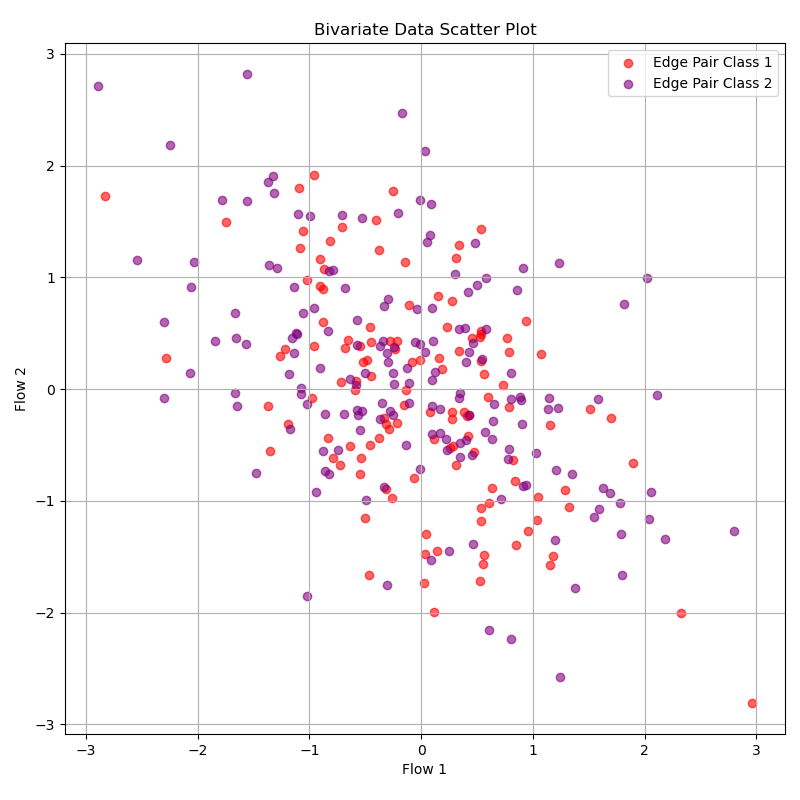 Bivariate Data Scatter Plot
Edge Pair Class 1
Edge Pair Class 2
3
2
1
0
−1
−2
−3
Flow 2
−3 −2 −1 0 1 2 3
Flow 1